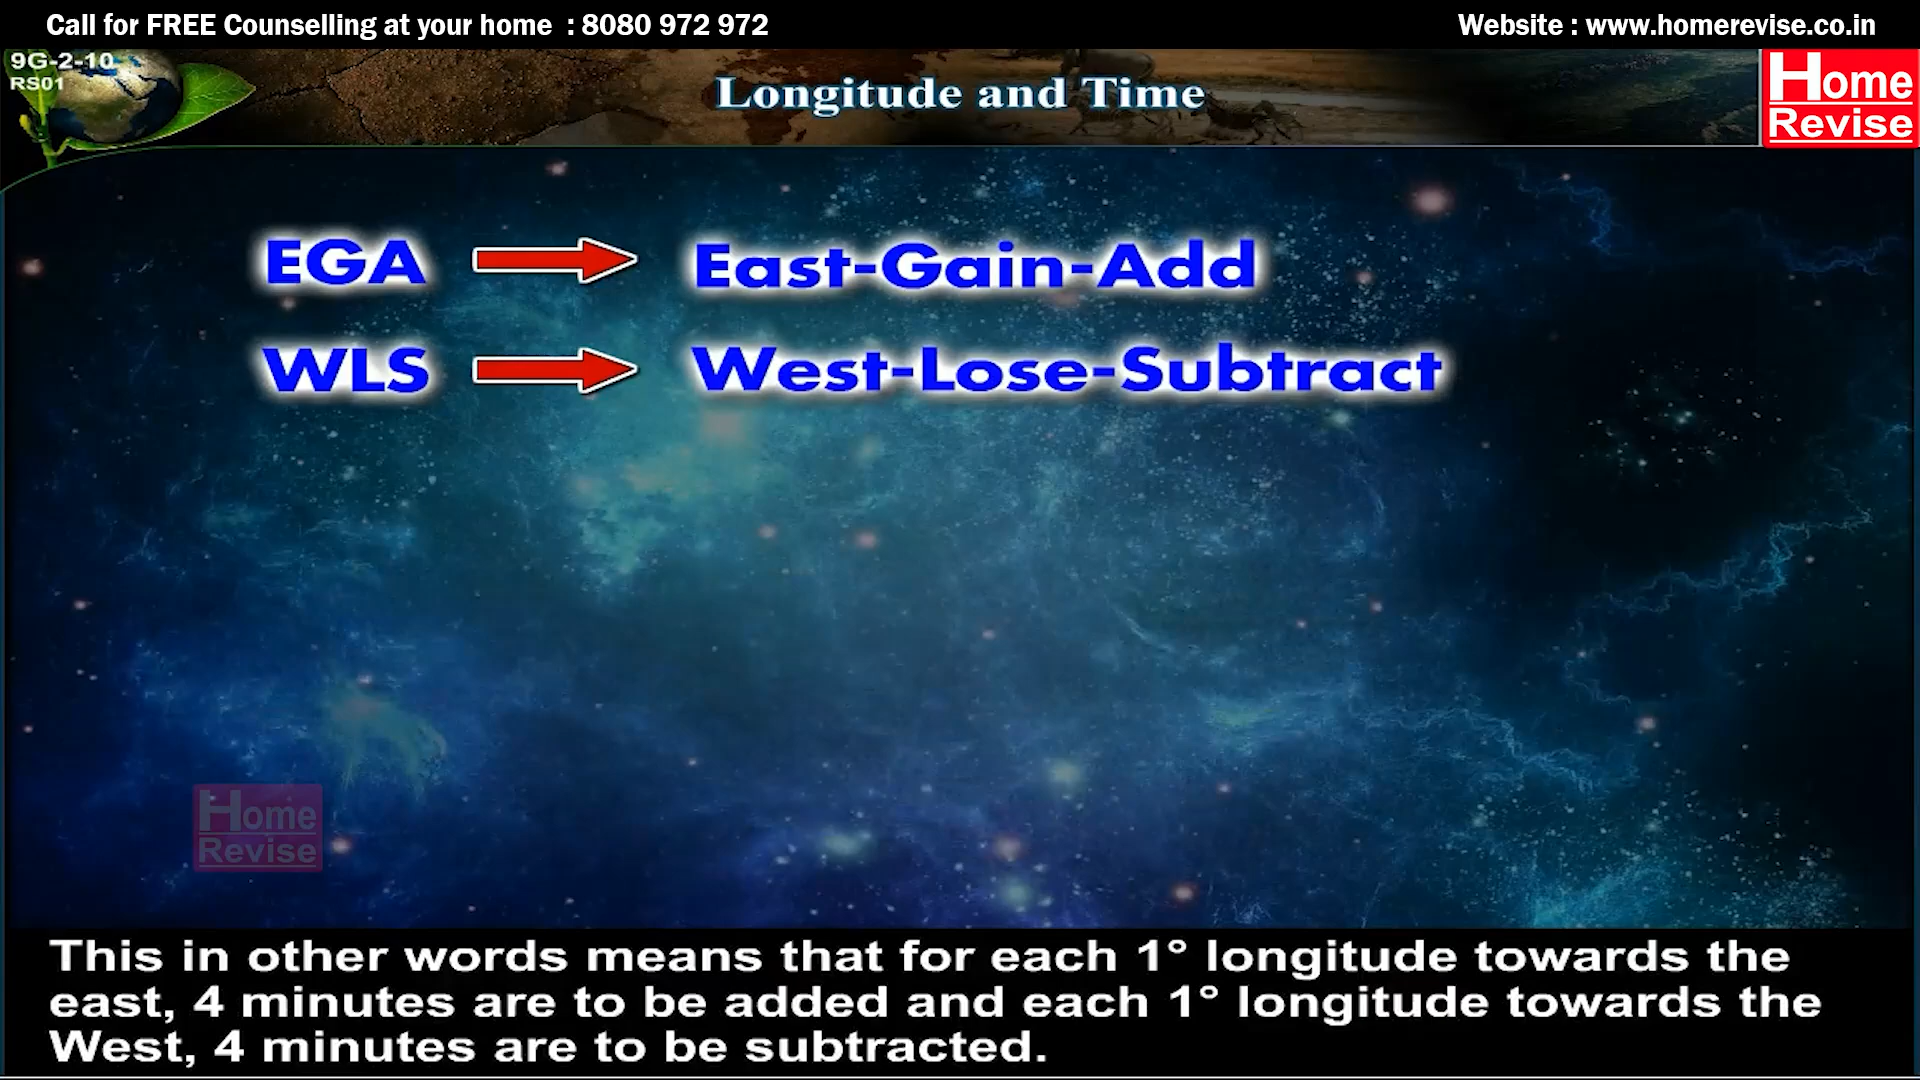 Call for FREE Counselling at your home : 8080 972 972
Website : www.homerevise.co.in
9G-2-10
RS01
Longitude and Time
Home
Revise
EGA East-Gain-Add
WLS West-Lose-Subtract
Home
Revise
This in other words means that for each 1° longitude towards the
east, 4 minutes are to be added and each 1° longitude towards the
West, 4 minutes are to be subtracted.